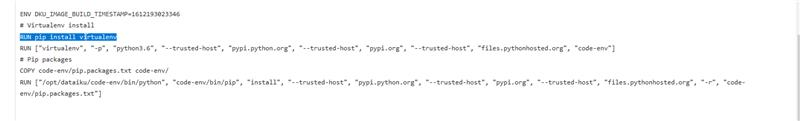 ENV DKU_IMAGE_BUILD_TIMESTAMP=1612193023346
# Virtualenv install
RUN pip install virtualenv
RUN ["virtualenv", "-p", "python3.6", "--trusted-host", "pypi.python.org", "--trusted-host", "pypi.org", "--trusted-host", "files.pythonhosted.org", "code-env"]
# Pip packages
COPY code-env/pip.packages.txt code-env/
RUN ["/opt/dataiku/code-env/bin/python", "code-env/bin/pip", "install", "--trusted-host", "pypi.python.org", "--trusted-host", "pypi.org", "--trusted-host", "files.pythonhosted.org", "-r", "code-
env/pip.packages.txt"]